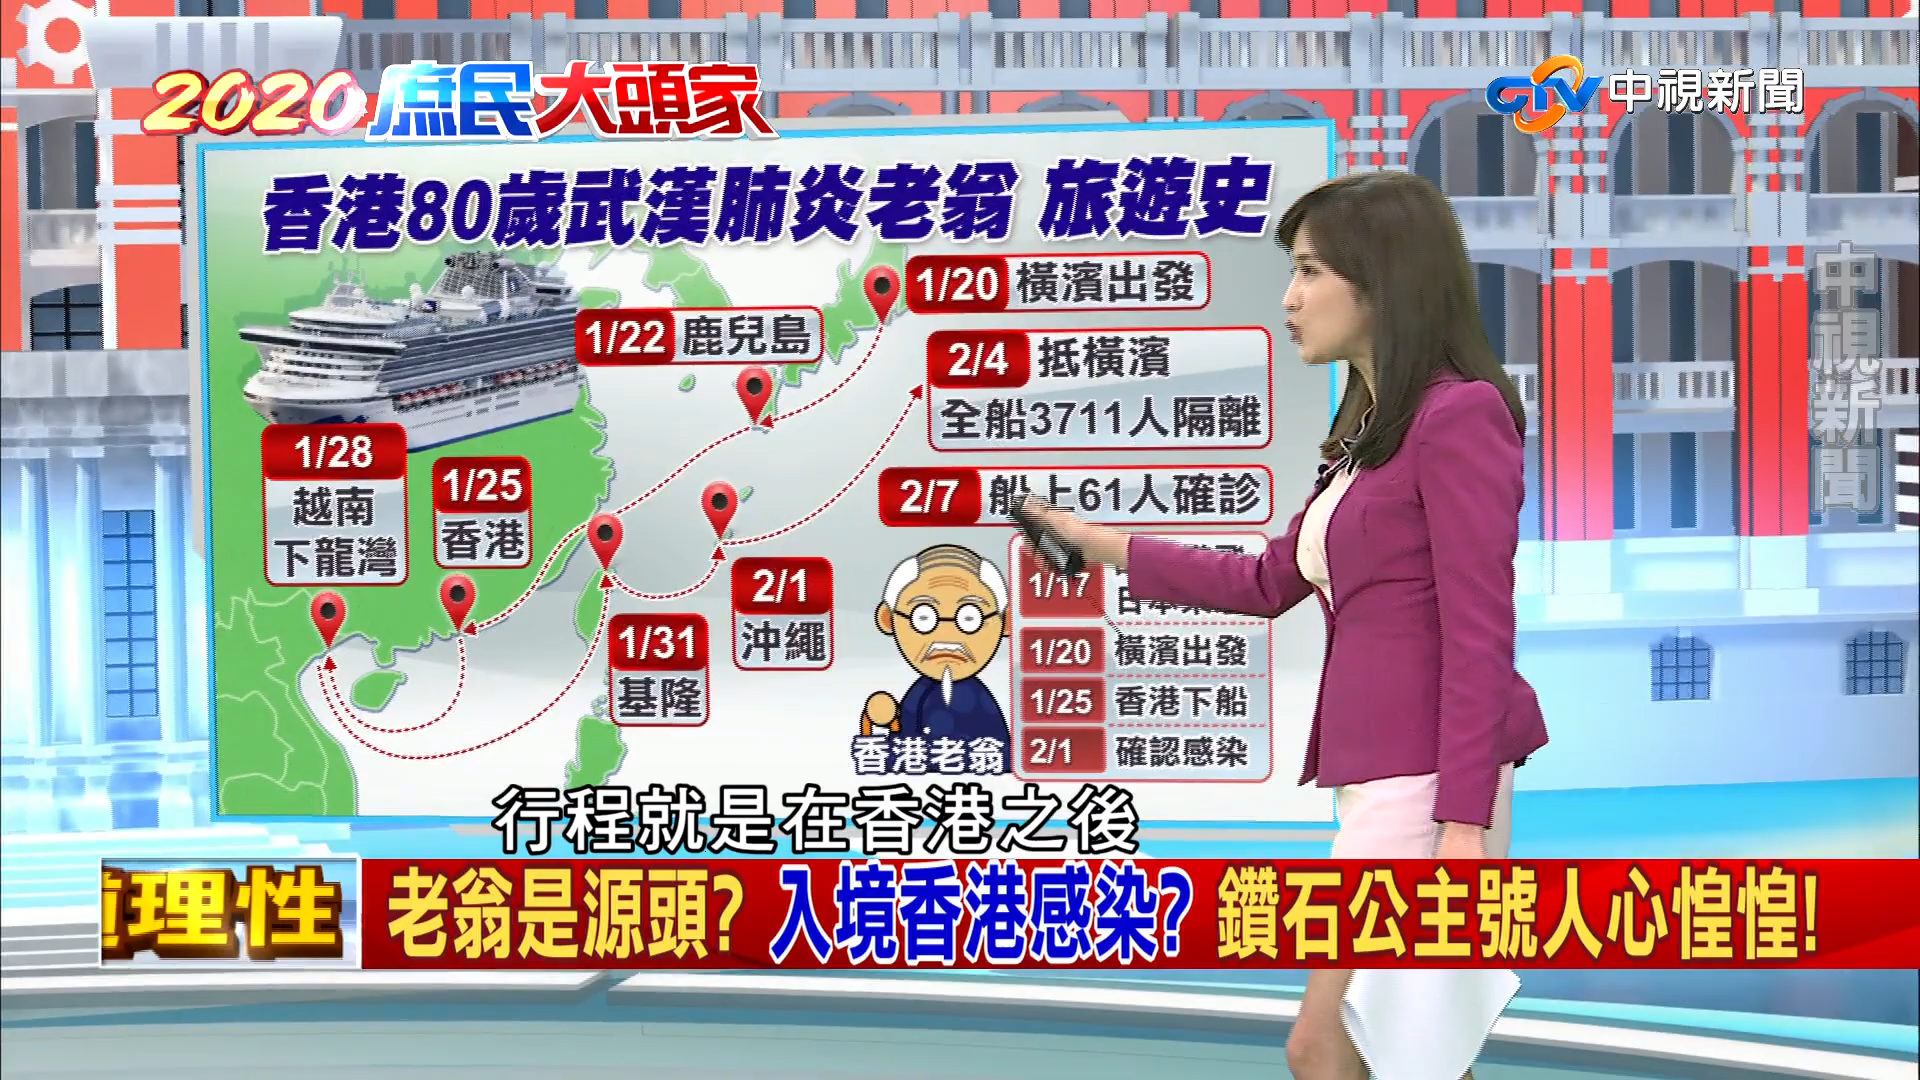 2020庶民大頭家
CTV中視新聞
中視新聞
香港80歲武漢肺炎老翁 旅遊史
1/20 橫濱出發
1/22 鹿兒島
2/4 抵橫濱
全船3711人隔離
1/28
越南
下龍灣
1/25
香港
2/7 船上61人確診
2/1
沖繩
1/31
基隆
1/17
1/20 橫濱出發
1/25 香港下船
2/1 確認感染
香港老翁
行程就是在香港之後
理性
老翁是源頭? 入境香港感染? 鑽石公主號人心惶惶!